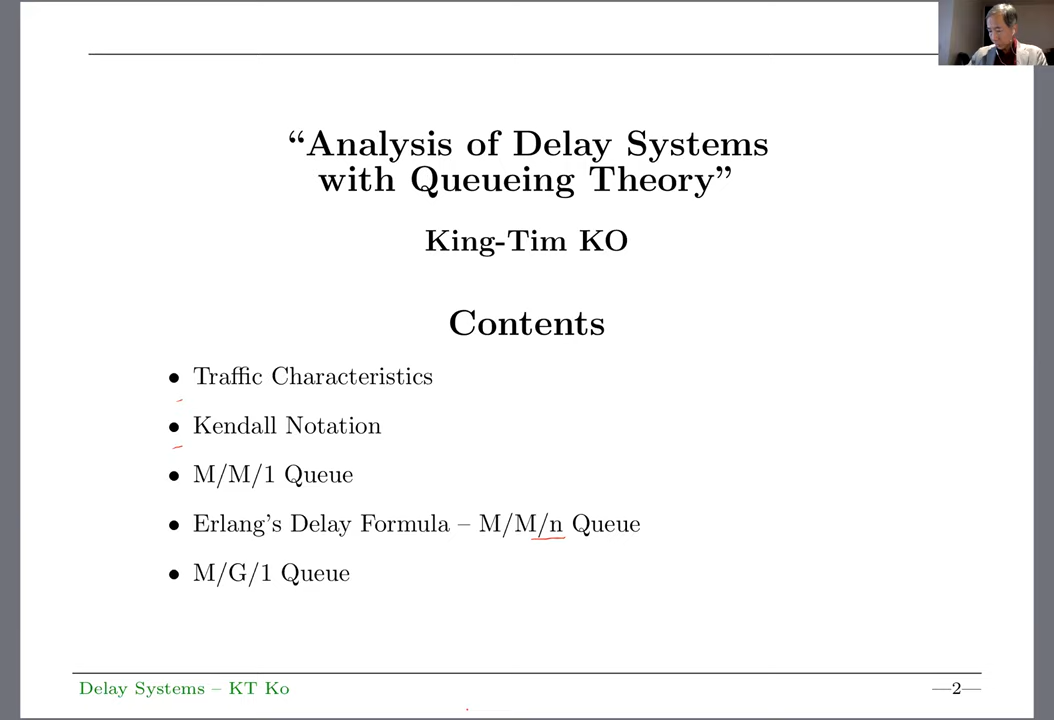 “Analysis of Delay Systems
with Queueing Theory”
King-Tim KO
Contents
• Traffic Characteristics
• Kendall Notation
• M/M/1 Queue
• Erlang's Delay Formula – M/M/n Queue
• M/G/1 Queue
Delay Systems – KT Ko
—2—